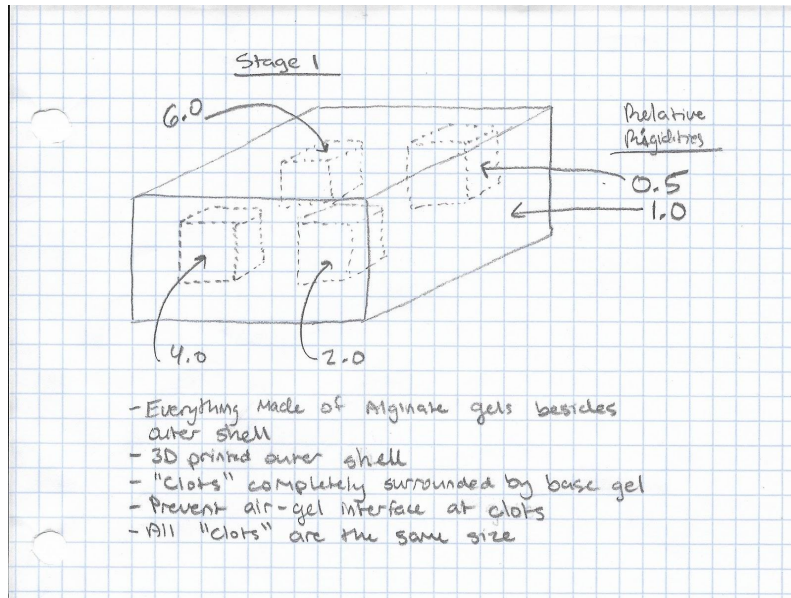 Stage 1
6.0
Relative
Rigidities
0.5
1.0
4.0
2.0
- Everything Made of Alginate gels besides
outer shell
- 3D printed outer shell
- "Clots" completely surrounded by base gel
- Prevent air-gel interface at clots
- All "Clots" are the same size